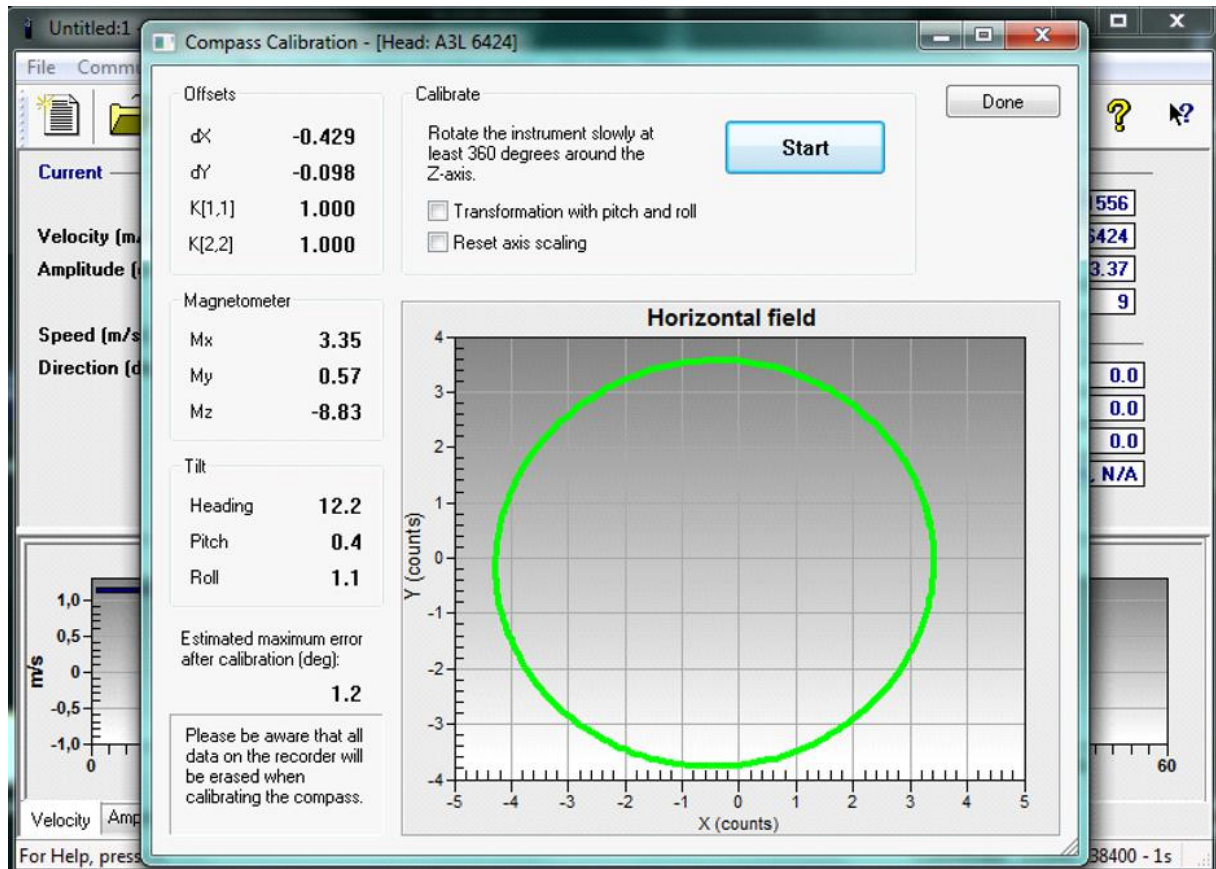 Untitled:1 -
Compass Calibration - [Head: A3L 6424]
File
Offsets
dX -0.429
dY -0.098
K[1,1] 1.000
K[2,2] 1.000
Calibrate
Rotate the instrument slowly at
least 360 degrees around the
Z-axis.
Start
Done
Transformation with pitch and roll
Reset axis scaling
Magnetometer
Mx 3.35
My 0.57
Mz -8.83
Tilt
Heading 12.2
Pitch 0.4
Roll 1.1
Estimated maximum error
after calibration (deg):
1.2
Please be aware that all
data on the recorder will
be erased when
calibrating the compass.
Horizontal field
Y (counts)
4
3
2
1
0
-1
-2
-3
-4
-5 -4 -3 -2 -1 0 1 2 3 4 5
X (counts)
Current
Velocity (m/
Amplitude (
Speed (m/s
Direction (d
1556
6424
3.37
9
0.0
0.0
0.0
, N/A
m/s
1,0
0,5
0
-0,5
-1,0
0
60
Velocity Amp
For Help, press
38400 - 1s